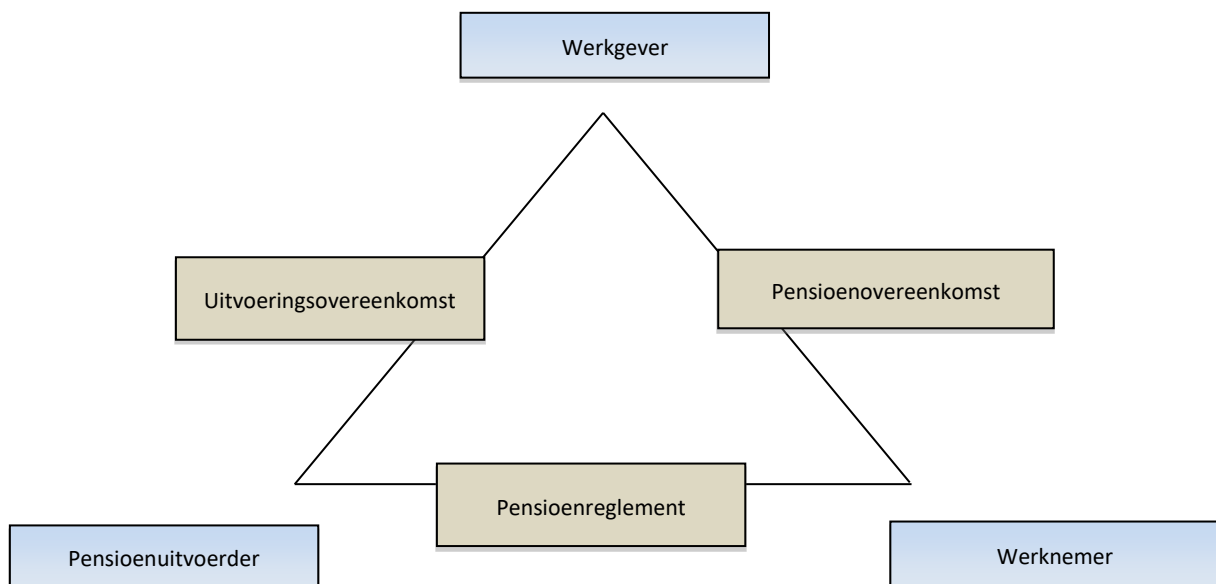 Werkgever
Uitvoeringsovereenkomst
Pensioenovereenkomst
Pensioenreglement
Pensioenuitvoerder
Werknemer